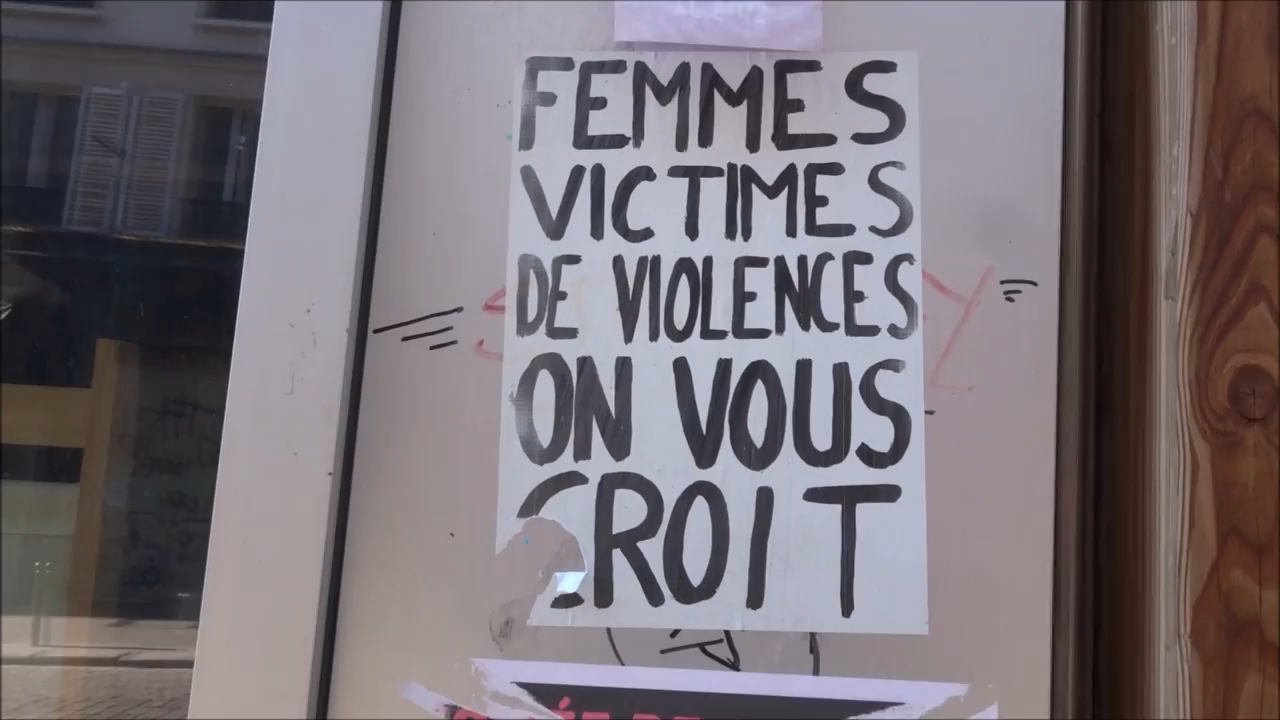 FEMMES
VICTIMES
DE VIOLENCES
ON VOUS
CROIT